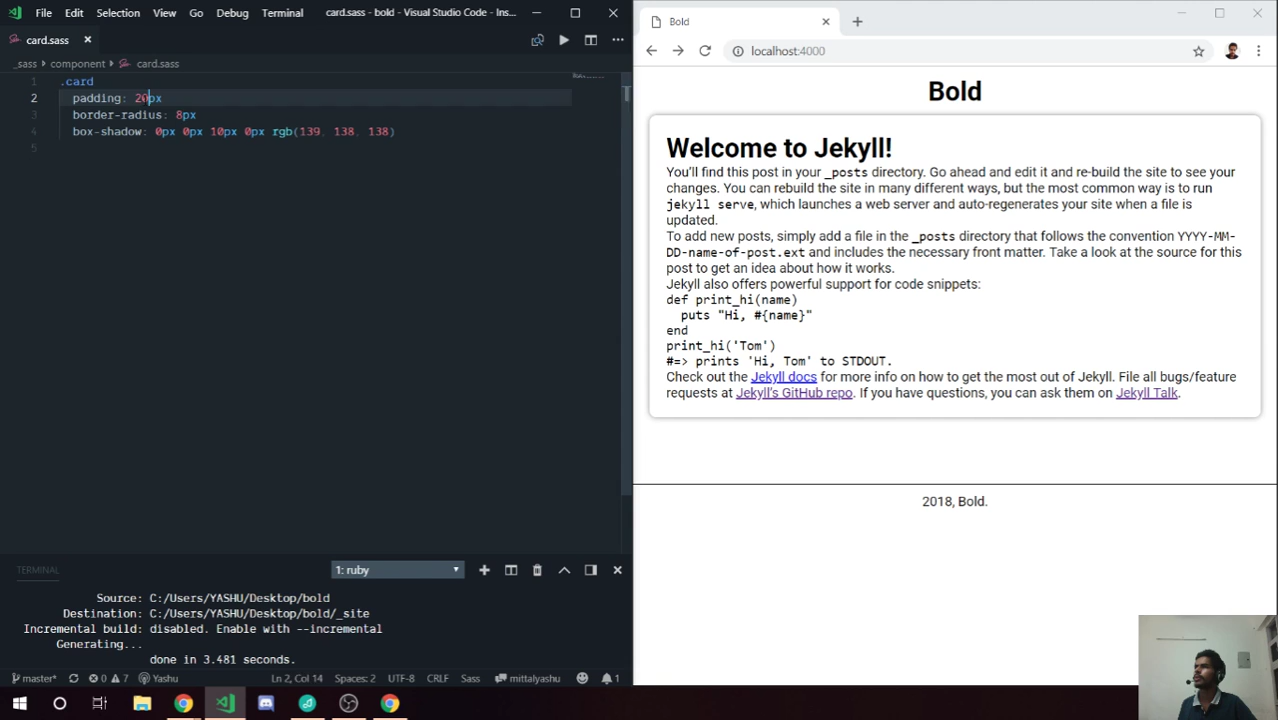 File Edit Selection View Go Debug Terminal card.sass - bold - Visual Studio Code - Ins...
card.sass
_sass > component > card.sass
1 .card
2 padding: 20px
3 border-radius: 8px
4 box-shadow: 0px 0px 10px 0px rgb(139, 138, 138)
5
TERMINAL
1: ruby
Source: C:/Users/YASHU/Desktop/bold
Destination: C:/Users/YASHU/Desktop/bold/_site
Incremental build: disabled. Enable with --incremental
Generating...
done in 3.481 seconds.
master* 0 7 Yashu Ln 2, Col 14 Spaces: 2 UTF-8 CRLF Sass mittalyashu 1
Bold
localhost:4000
Bold
Welcome to Jekyll!
You'll find this post in your _posts directory. Go ahead and edit it and re-build the site to see your
changes. You can rebuild the site in many different ways, but the most common way is to run
jekyll serve, which launches a web server and auto-regenerates your site when a file is
updated.
To add new posts, simply add a file in the _posts directory that follows the convention YYYY-MM-
DD-name-of-post.ext and includes the necessary front matter. Take a look at the source for this
post to get an idea about how it works.
Jekyll also offers powerful support for code snippets:
def print_hi(name)
puts "Hi, #{name}"
end
print_hi('Tom')
#=> prints 'Hi, Tom' to STDOUT.
Check out the Jekyll docs for more info on how to get the most out of Jekyll. File all bugs/feature
requests at Jekyll's GitHub repo. If you have questions, you can ask them on Jekyll Talk.
2018, Bold.